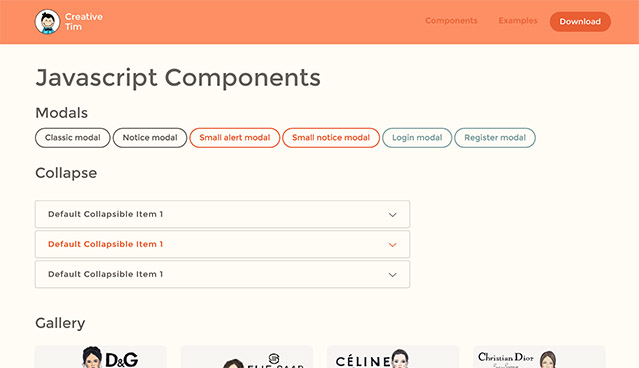 Creative
Tim
Components
Examples
Download
Javascript Components
Modals
Classic modal
Notice modal
Small alert modal
Small notice modal
Login modal
Register modal
Collapse
Default Collapsible Item 1
Default Collapsible Item 1
Default Collapsible Item 1
Gallery
D&G
ELIE SAAB
CÉLINE
Christian Dior